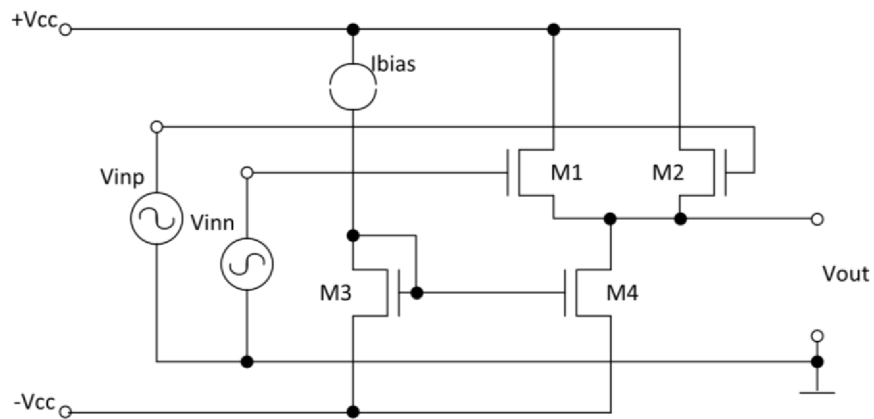 +Vcc
Ibias
Vinp
M1
M2
Vinn
M3
M4
Vout
-Vcc